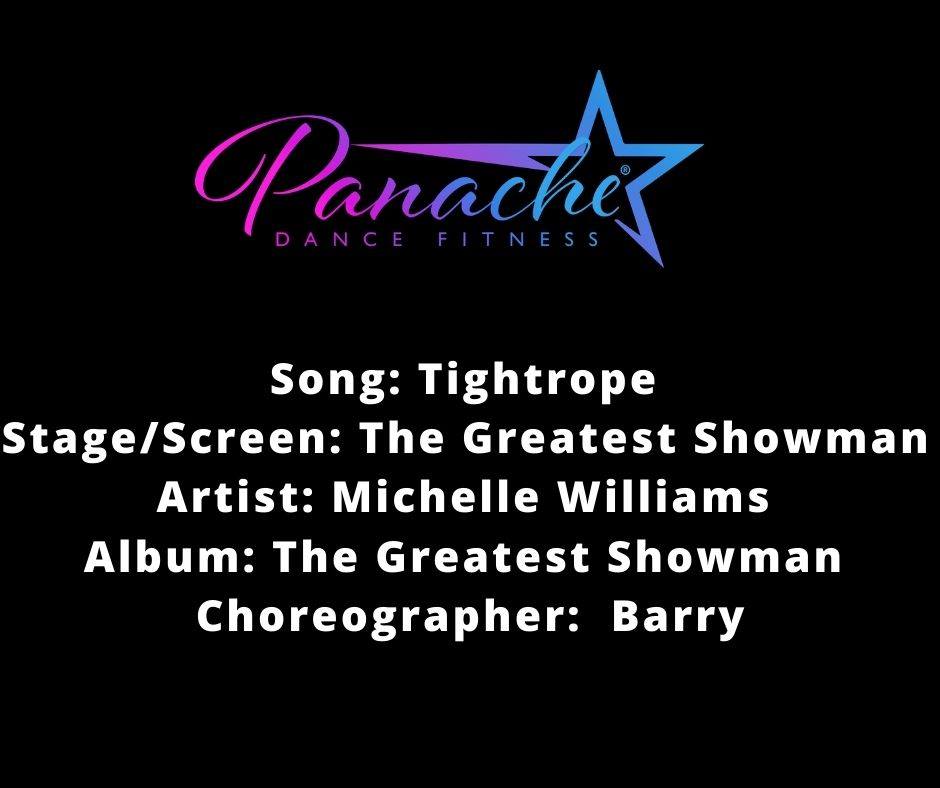 Panache®
DANCE FITNESS
Song: Tightrope
Stage/Screen: The Greatest Showman
Artist: Michelle Williams
Album: The Greatest Showman
Choreographer: Barry